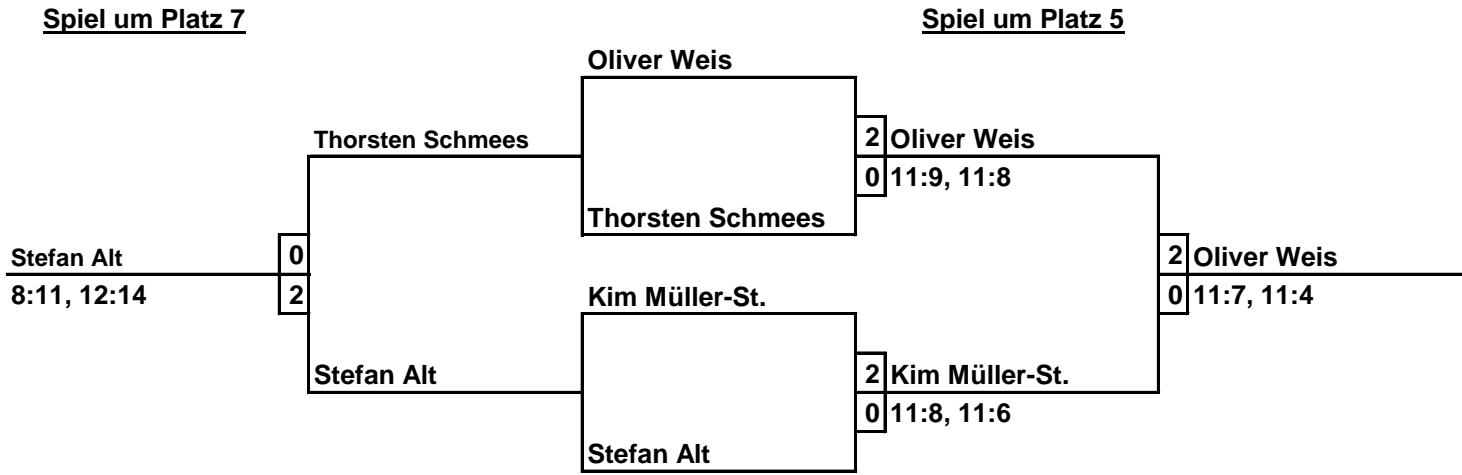 Spiel um Platz 7
Spiel um Platz 5
Oliver Weis
Thorsten Schmees
2 Oliver Weis
0 11:9, 11:8
Thorsten Schmees
Stefan Alt 0
2 Oliver Weis
8:11, 12:14 2
Kim Müller-St.
0 11:7, 11:4
Stefan Alt
2 Kim Müller-St.
0 11:8, 11:6
Stefan Alt